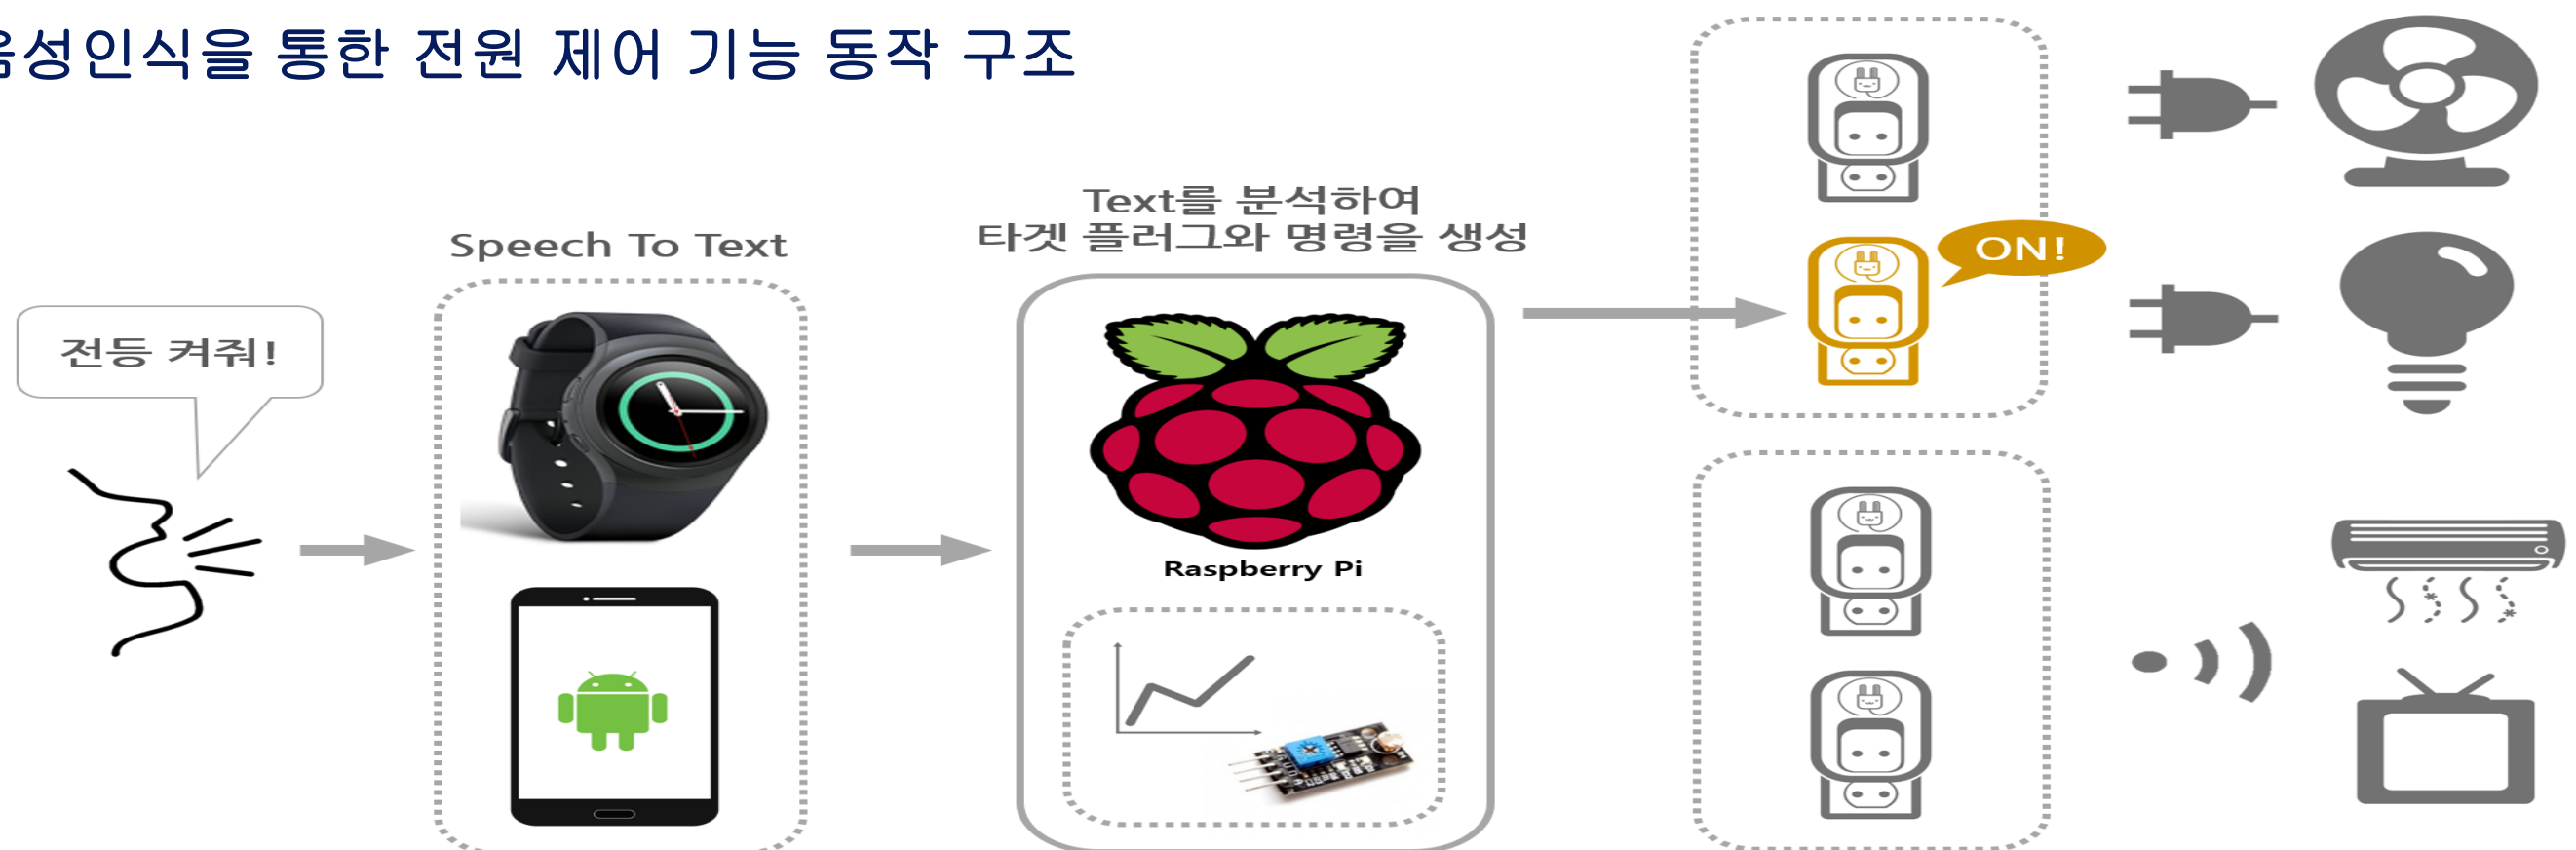 음성인식을 통한 전원 제어 기능 동작 구조
Speech To Text
Text를 분석하여
타겟 플러그와 명령을 생성
ON!
전등 켜줘!
Raspberry Pi